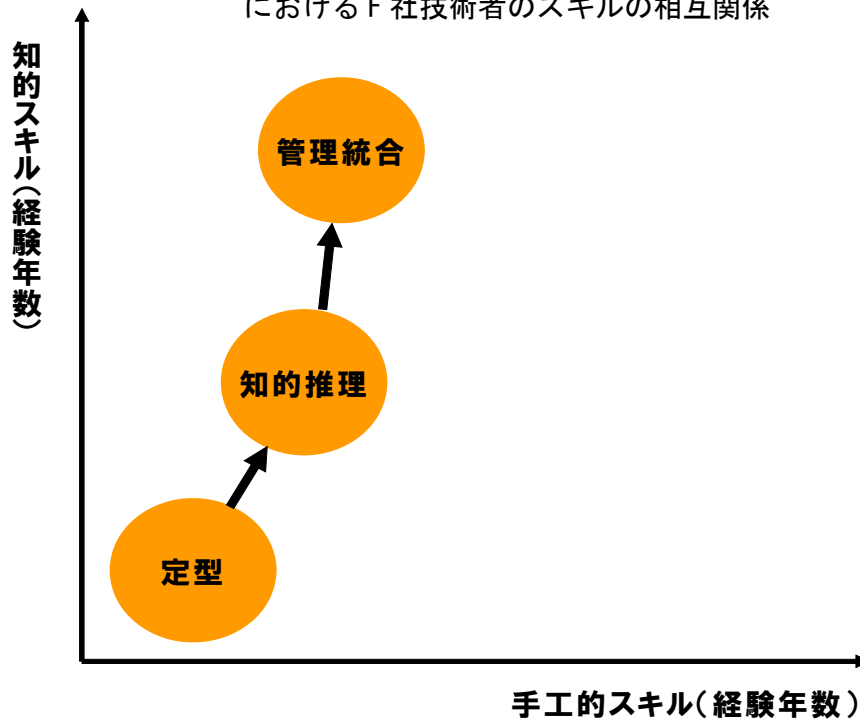 におけるF社技術者のスキルの相互関係
知的スキル(経験年数)
管理統合
知的推理
定型
手工的スキル(経験年数)